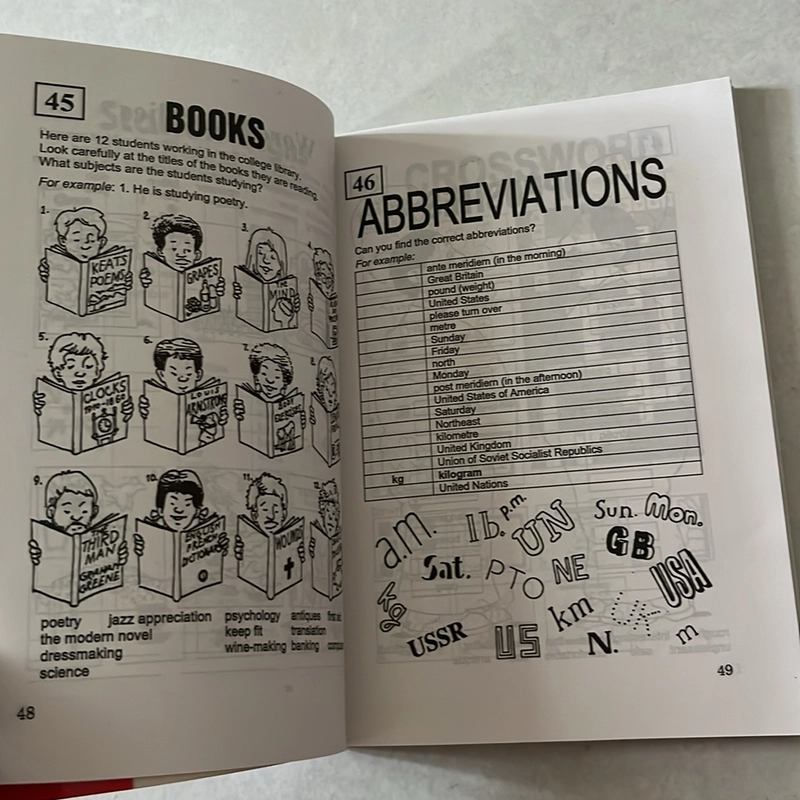 45
BOOKS
Here are 12 students working in the college library.
Look carefully at the titles of the books they are reading.
What subjects are the students studying?
For example: 1. He is studying poetry.
1.
2.
3.
4.
KEATS
POEMS
GRAPES
THE
MIND
5.
6.
7.
8.
CLOCKS
LOUIS
ARMSTRONG
BODY
EXERCISES
9.
10.
11.
12.
THIRD
MAN
GRAHAM
GREENE
ENGLISH
FRENCH
DICTIONARY
WOUNDS
poetry jazz appreciation psychology antiques first
the modern novel keep fit translation
dressmaking wine-making banking
science
48
46
ABBREVIATIONS
Can you find the correct abbreviations?
For example:
ante meridiem (in the morning)
Great Britain
pound (weight)
United States
please turn over
metre
Sunday
Friday
north
Monday
post meridiem (in the afternoon)
United States of America
Saturday
Northeast
kilometre
United Kingdom
Union of Soviet Socialist Republics
kg kilogram
United Nations
a.m. lb. p.m. UN Sun. Mon.
Sat. PTO NE GB USA
kg USSR US km UK
N. m
49